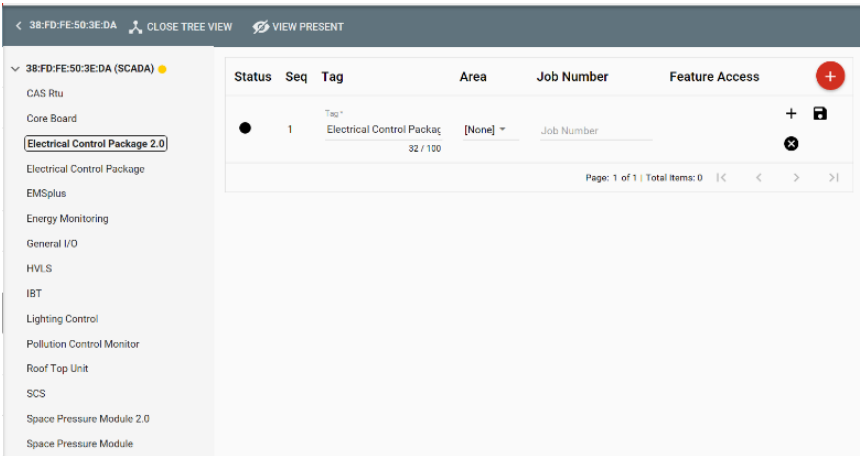 38:FD:FE:50:3E:DA CLOSE TREE VIEW VIEW PRESENT
38:FD:FE:50:3E:DA (SCADA)
CAS Rtu
Core Board
Electrical Control Package 2.0
Electrical Control Package
EMSplus
Energy Monitoring
General I/O
HVLS
IBT
Lighting Control
Pollution Control Monitor
Roof Top Unit
SCS
Space Pressure Module 2.0
Space Pressure Module
Status Seq Tag Area Job Number Feature Access
Tag *
1 Electrical Control Packag [None] Job Number
32 / 100
Page: 1 of 1 | Total Items: 0